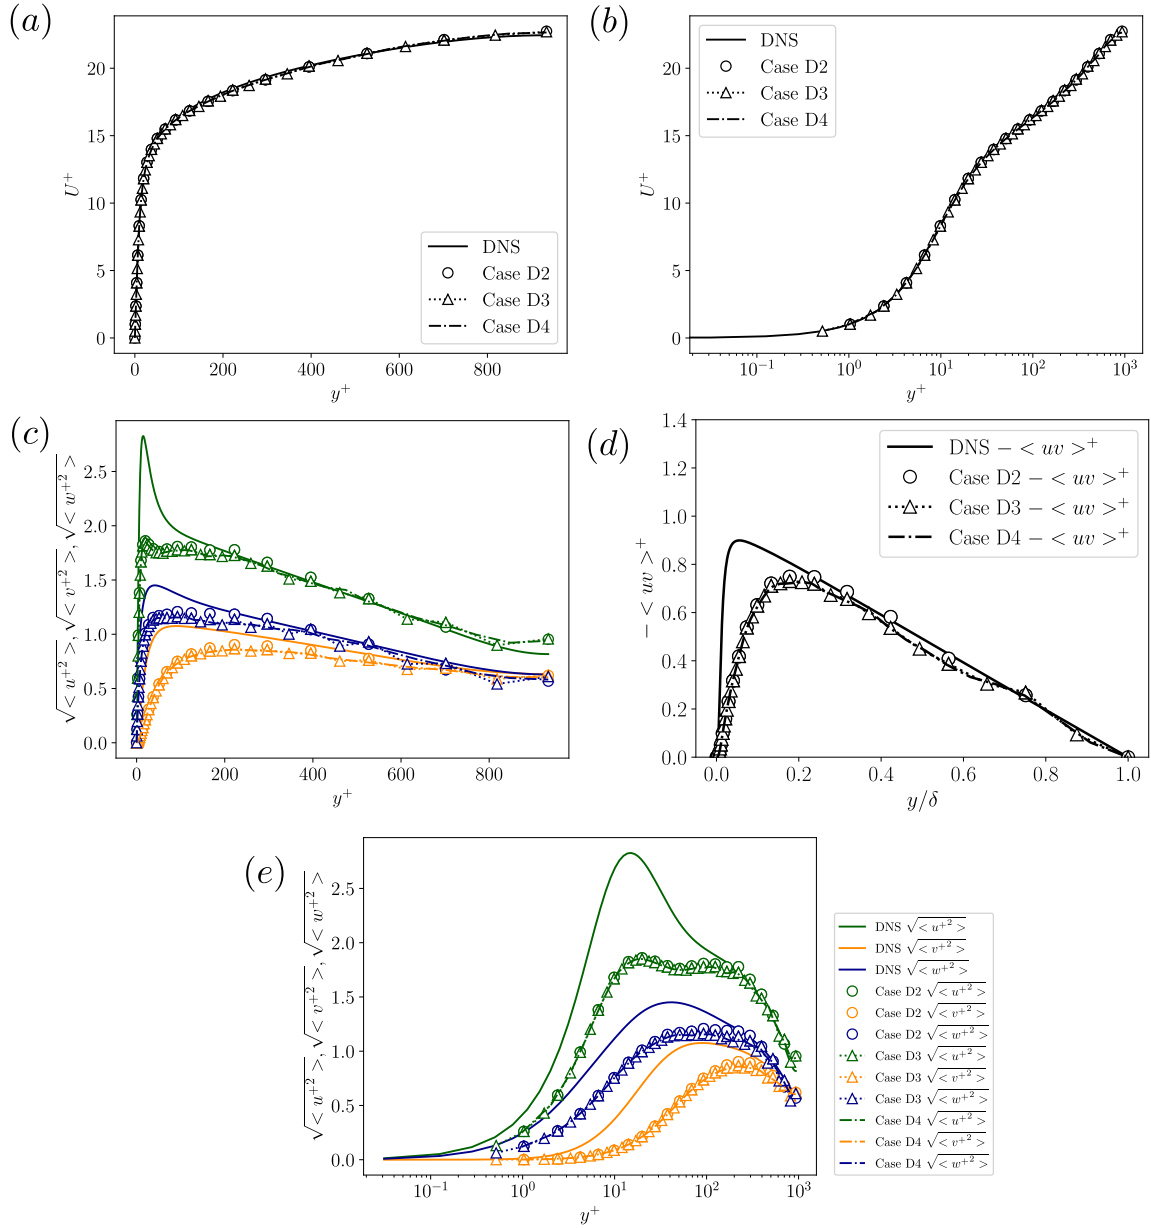 (a)
20
15
10
5
0
U+
0 200 400 600 800
y+
DNS
Case D2
Case D3
Case D4
(b)
20
15
10
5
0
U+
10−1 100 101 102 103
y+
DNS
Case D2
Case D3
Case D4
(c)
2.5
2.0
1.5
1.0
0.5
0.0
√<u+2>, √<v+2>, √<w+2>
0 200 400 600 800
y+
(d)
1.4
1.2
1.0
0.8
0.6
0.4
0.2
0.0
− < uv >+
0.0 0.2 0.4 0.6 0.8 1.0
y/δ
DNS − < uv >+
Case D2 − < uv >+
Case D3 − < uv >+
Case D4 − < uv >+
(e)
2.5
2.0
1.5
1.0
0.5
0.0
√<u+2>, √<v+2>, √<w+2>
10−1 100 101 102 103
y+
DNS √<u+2>
DNS √<v+2>
DNS √<w+2>
Case D2 √<u+2>
Case D2 √<v+2>
Case D2 √<w+2>
Case D3 √<u+2>
Case D3 √<v+2>
Case D3 √<w+2>
Case D4 √<u+2>
Case D4 √<v+2>
Case D4 √<w+2>